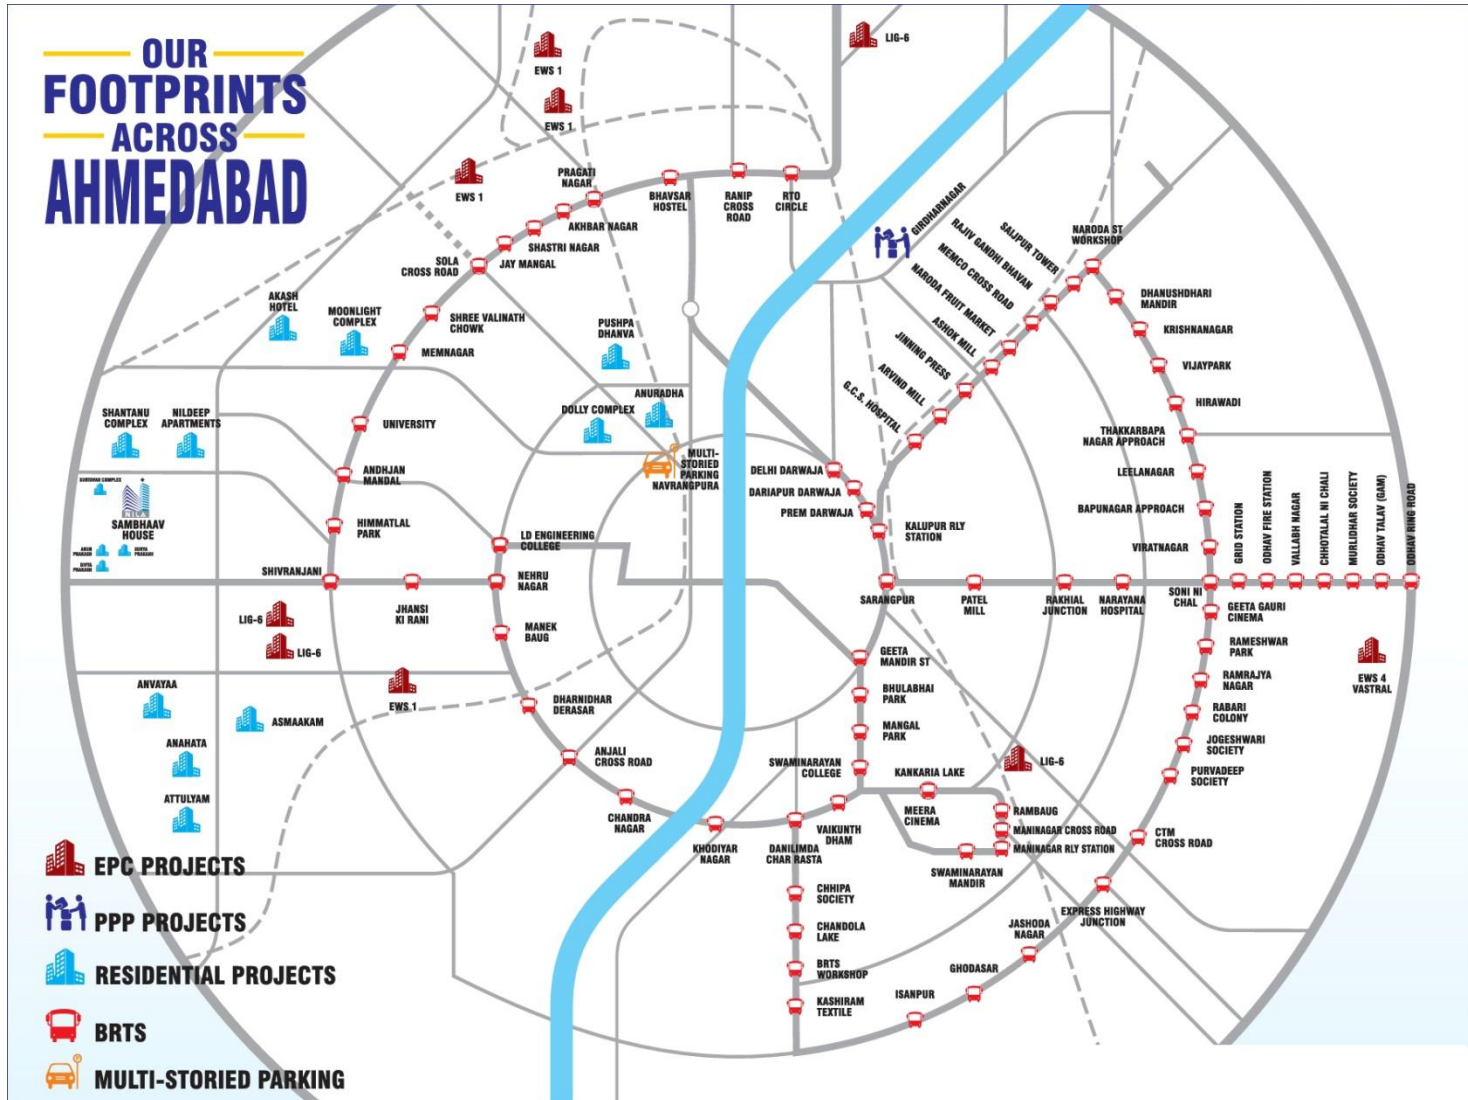 OUR
FOOTPRINTS
ACROSS
AHMEDABAD
EWS 1
EWS 1
EWS 1
LIG-6
PRAGATI
NAGAR
BHAVSAR
HOSTEL
RANIP
CROSS
ROAD
RTO
CIRCLE
AKHBAR NAGAR
SHASTRI NAGAR
JAY MANGAL
SOLA
CROSS ROAD
GIRDHARNAGAR
SAIJPUR TOWER
RAJIV GANDHI BHAVAN
MEMCO CROSS ROAD
NARODA FRUIT MARKET
ASHOK MILL
JINNING PRESS
ARVIND MILL
G.C.S. HOSPITAL
NARODA ST
WORKSHOP
DHANUSHDHARI
MANDIR
KRISHNANAGAR
VIJAYPARK
HIRAWADI
THAKKARBAPA
NAGAR APPROACH
LEELANAGAR
BAPUNAGAR APPROACH
VIRATNAGAR
AKASH
HOTEL
MOONLIGHT
COMPLEX
SHREE VALINATH
CHOWK
MEMNAGAR
PUSHPA
DHANVA
ANURADHA
DOLLY COMPLEX
SHANTANU
COMPLEX
NILDEEP
APARTMENTS
UNIVERSITY
MULTI-
STORIED
PARKING
NAVRANGPURA
DELHI DARWAJA
DARIAPUR DARWAJA
PREM DARWAJA
KALUPUR RLY
STATION
ANDHJAN
MANDAL
HIMMATLAL
PARK
NILA
SAMBHAAV
HOUSE
LD ENGINEERING
COLLEGE
SHIVRANJANI
JHANSI
KI RANI
NEHRU
NAGAR
SARANGPUR
PATEL
MILL
RAKHIAL
JUNCTION
NARAYANA
HOSPITAL
SONI NI
CHAL
GRID STATION
ODHAV FIRE STATION
VALLABH NAGAR
CHHOTALAL NI CHALI
MURLIDHAR SOCIETY
ODHAV TALAV (GAM)
ODHAV RING ROAD
LIG-6
LIG-6
MANEK
BAUG
GEETA
MANDIR ST
GEETA GAURI
CINEMA
RAMESHWAR
PARK
RAMRAJYA
NAGAR
RABARI
COLONY
JOGESHWARI
SOCIETY
PURVADEEP
SOCIETY
EWS 4
VASTRAL
EWS 1
ANVAYAA
ASMAAKAM
ANAHATA
ATTULYAM
DHARNIDHAR
DERASAR
ANJALI
CROSS ROAD
CHANDRA
NAGAR
KHODIYAR
NAGAR
BHULABHAI
PARK
MANGAL
PARK
SWAMINARAYAN
COLLEGE
KANKARIA LAKE
LIG-6
MEERA
CINEMA
RAMBAUG
MANINAGAR CROSS ROAD
MANINAGAR RLY STATION
SWAMINARAYAN
MANDIR
VAIKUNTH
DHAM
DANILIMDA
CHAR RASTA
CTM
CROSS ROAD
CHHIPA
SOCIETY
CHANDOLA
LAKE
BRTS
WORKSHOP
KASHIRAM
TEXTILE
EXPRESS HIGHWAY
JUNCTION
JASHODA
NAGAR
GHODASAR
ISANPUR
EPC PROJECTS
PPP PROJECTS
RESIDENTIAL PROJECTS
BRTS
MULTI-STORIED PARKING